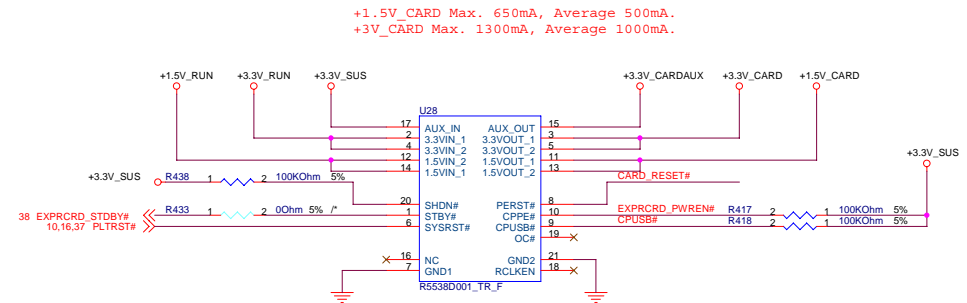 +1.5V_CARD Max. 650mA, Average 500mA.
+3V_CARD Max. 1300mA, Average 1000mA.
+1.5V_RUN +3.3V_RUN +3.3V_SUS +3.3V_CARDAUX +3.3V_CARD +1.5V_CARD
U28
17 AUX_IN AUX_OUT 15
2 3.3VIN_1 3.3VOUT_1 3
4 3.3VIN_2 3.3VOUT_2 5
12 1.5VIN_1 1.5VOUT_1 11
14 1.5VIN_2 1.5VOUT_2 13
+3.3V_SUS
+3.3V_SUS R438 1 2 100KOhm 5%
CARD_RESET#
20 SHDN# PERST# 8
38 EXPRCRD_STDBY# R433 1 2 0Ohm 5% /* 1 STBY# CPPE# 10 EXPRCRD_PWREN# R417 1 2 100KOhm 5%
10,16,37 PLTRST# 6 SYSRST# CPUSB# 9 CPUSB# R418 1 2 100KOhm 5%
OC# 19
16 NC GND2 21
7 GND1 RCLKEN 18
R5538D001_TR_F